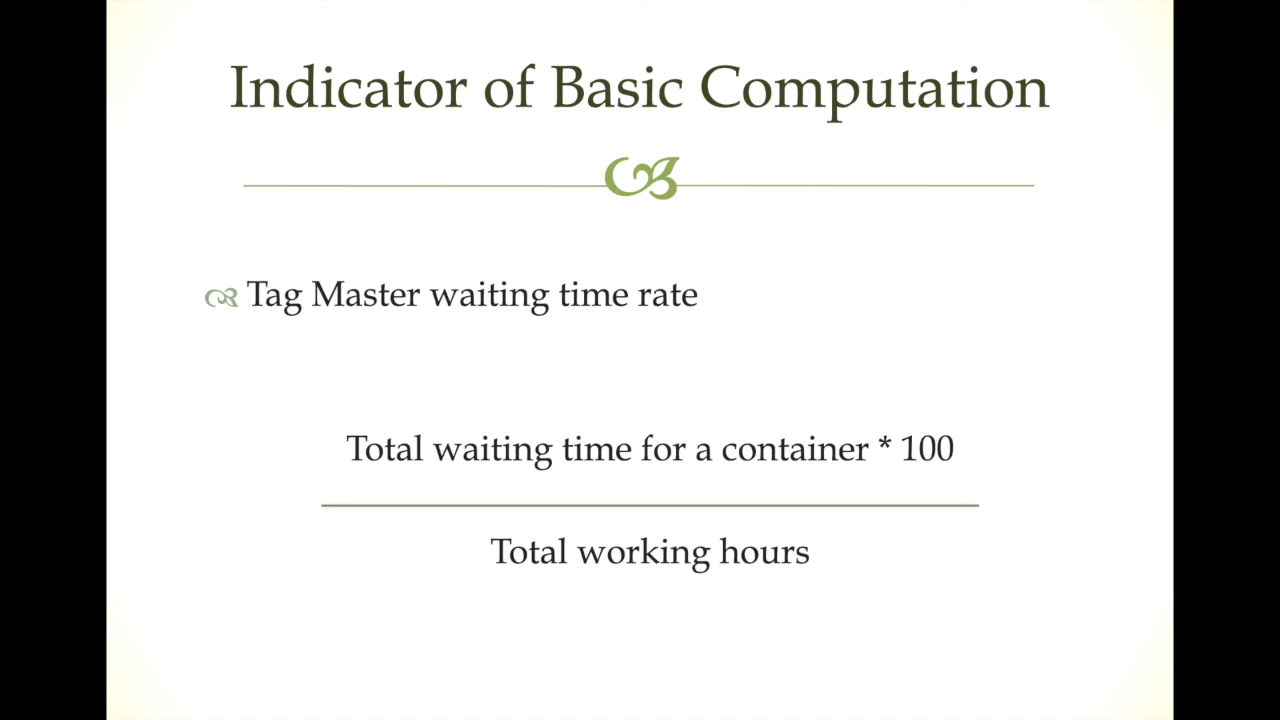 Indicator of Basic Computation
Tag Master waiting time rate
Total waiting time for a container * 100
Total working hours